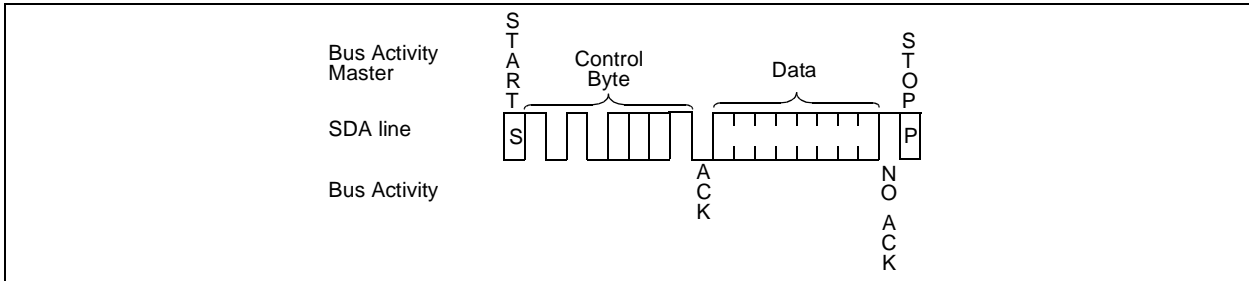 Bus Activity
Master
START
Control
Byte
Data
STOP
SDA line
S
P
Bus Activity
ACK
NO ACK